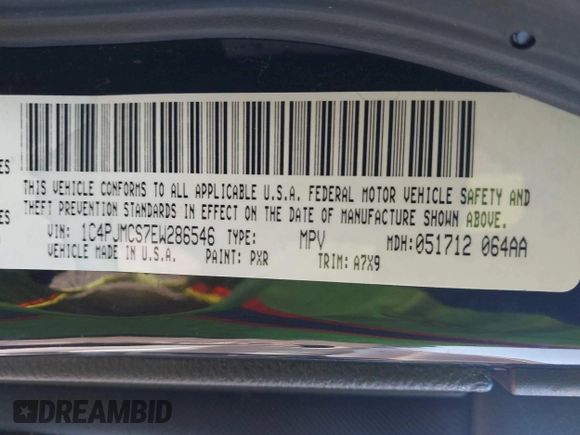 ES
THIS VEHICLE CONFORMS TO ALL APPLICABLE U.S.A. FEDERAL MOTOR VEHICLE SAFETY AND
ES
THEFT PREVENTION STANDARDS IN EFFECT ON THE DATE OF MANUFACTURE SHOWN ABOVE.
VIN: 1C4PJMCS7EW286546 TYPE: MPV MDH:051712 064AA
VEHICLE MADE IN U.S.A. PAINT: PXR TRIM: A7X9
DREAMBID